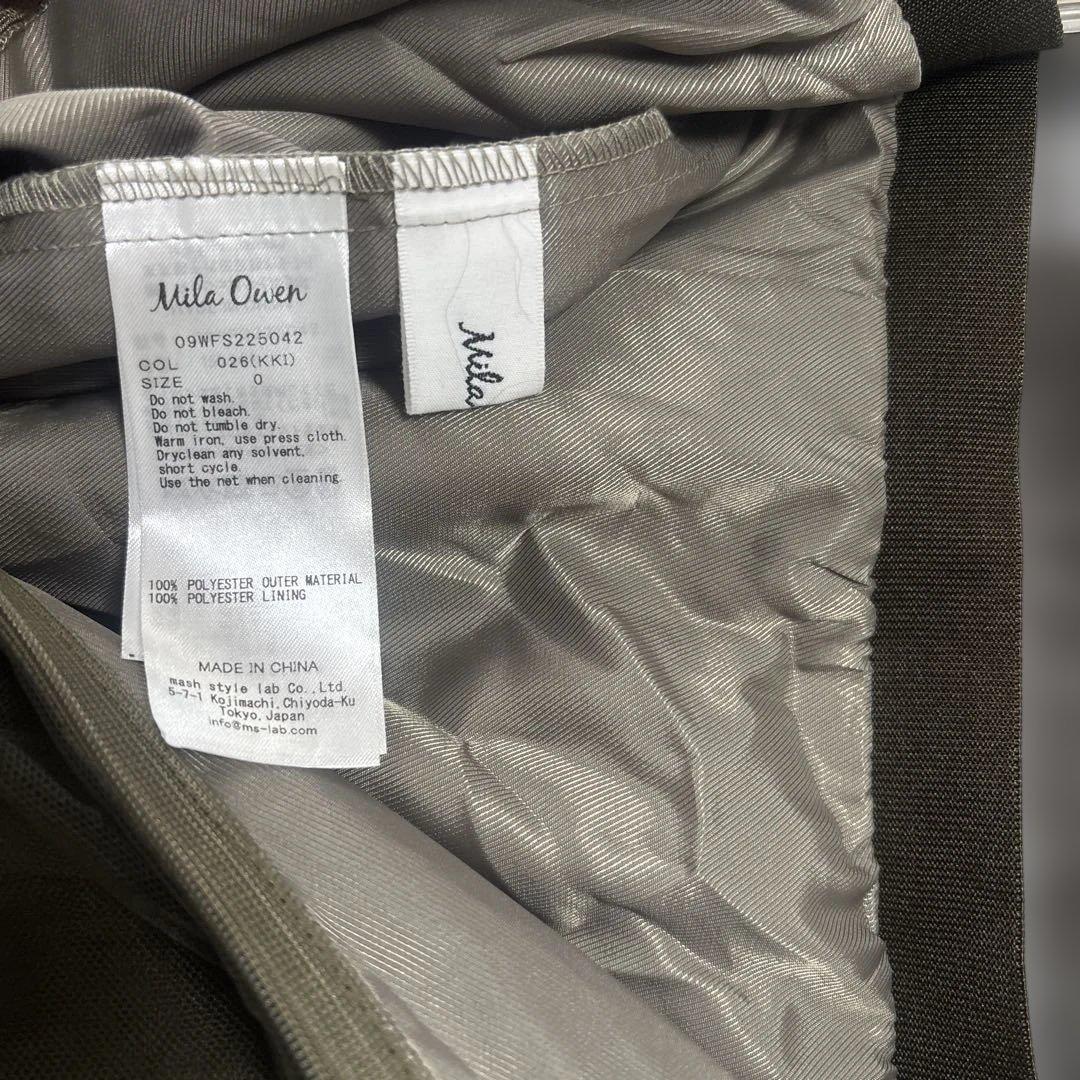 Mila Owen
09WFS225042
COL 026(KKI)
SIZE 0
Do not wash.
Do not bleach.
Do not tumble dry.
Warm iron, use press cloth.
Dryclean any solvent,
short cycle.
Use the net when cleaning.
100% POLYESTER OUTER MATERIAL
100% POLYESTER LINING
MADE IN CHINA
mash style lab Co.,Ltd.
5-7-1 Kojimachi,Chiyoda-Ku
Tokyo,Japan
info@ms-lab.com
Mila